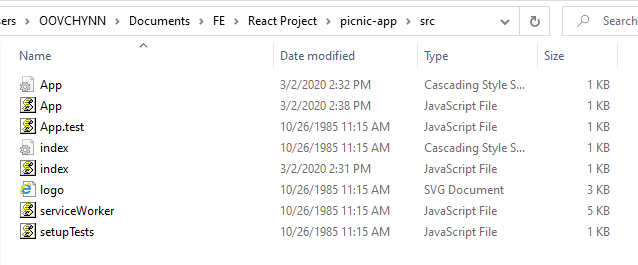 sers > OOVCHYNN > Documents > FE > React Project > picnic-app > src Search
Name Date modified Type Size
App 3/2/2020 2:32 PM Cascading Style S... 1 KB
App 3/2/2020 2:38 PM JavaScript File 1 KB
App.test 10/26/1985 11:15 AM JavaScript File 1 KB
index 10/26/1985 11:15 AM Cascading Style S... 1 KB
index 3/2/2020 2:31 PM JavaScript File 1 KB
logo 10/26/1985 11:15 AM SVG Document 3 KB
serviceWorker 10/26/1985 11:15 AM JavaScript File 5 KB
setupTests 10/26/1985 11:15 AM JavaScript File 1 KB